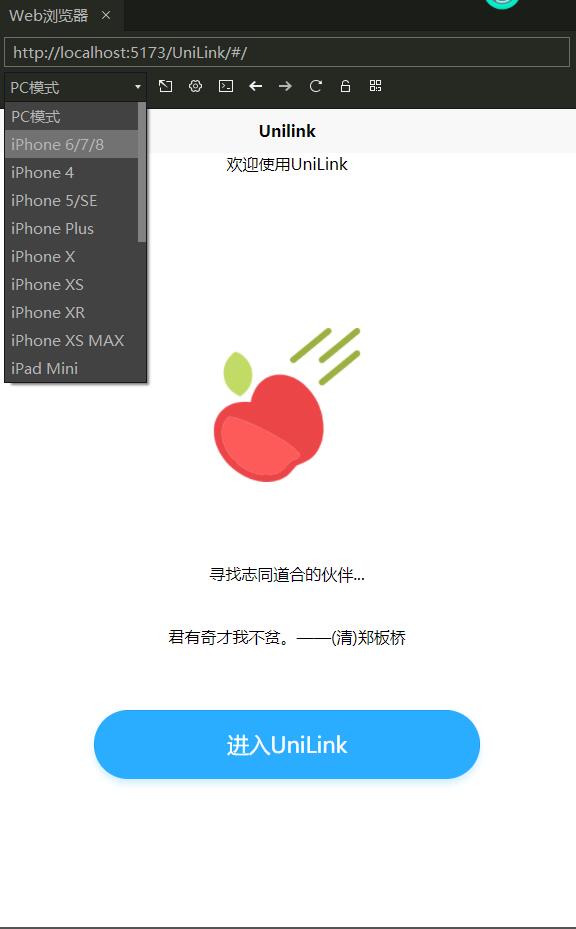 Web浏览器 ×
http://localhost:5173/UniLink/#/
PC模式
PC模式
iPhone 6/7/8
iPhone 4
iPhone 5/SE
iPhone Plus
iPhone X
iPhone XS
iPhone XR
iPhone XS MAX
iPad Mini
Unilink
欢迎使用UniLink
寻找志同道合的伙伴...
君有奇才我不贫。——(清)郑板桥
进入UniLink